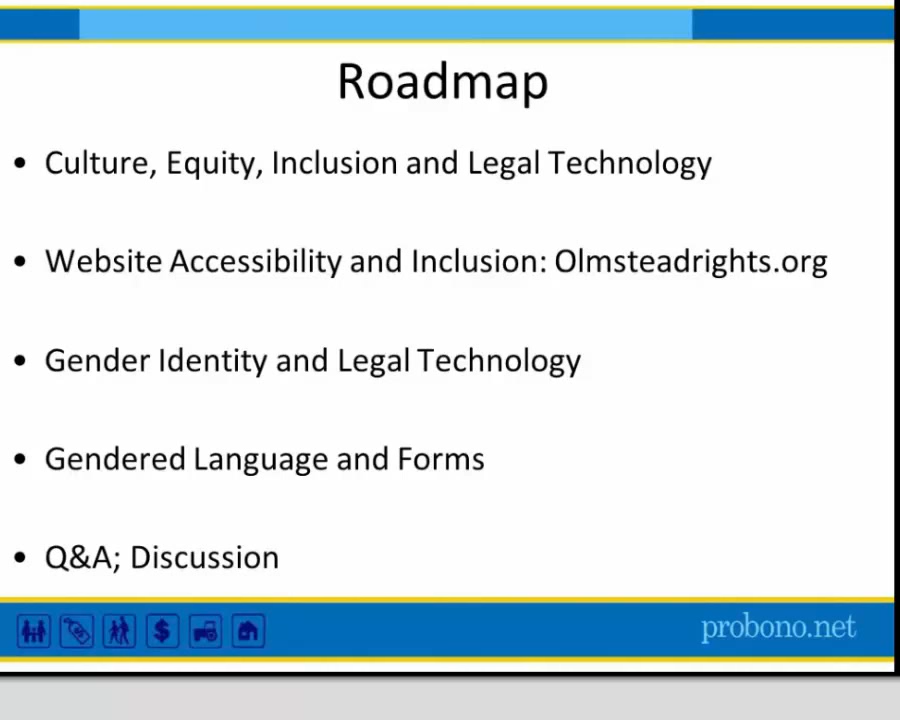 Roadmap
• Culture, Equity, Inclusion and Legal Technology
• Website Accessibility and Inclusion: Olmsteadrights.org
• Gender Identity and Legal Technology
• Gendered Language and Forms
• Q&A; Discussion
$
probono.net